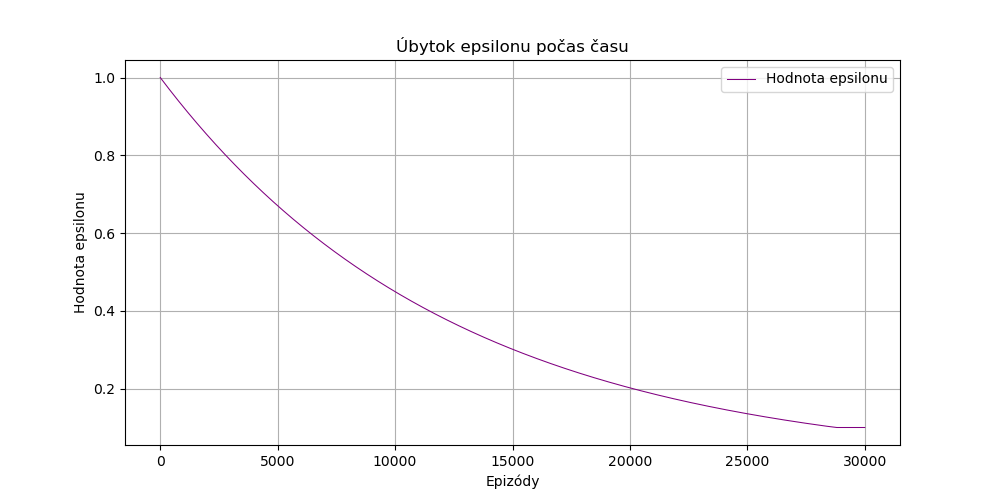 Úbytok epsilonu počas času
Hodnota epsilonu
Hodnota epsilonu
1.0
0.8
0.6
0.4
0.2
0 5000 10000 15000 20000 25000 30000
Epizódy